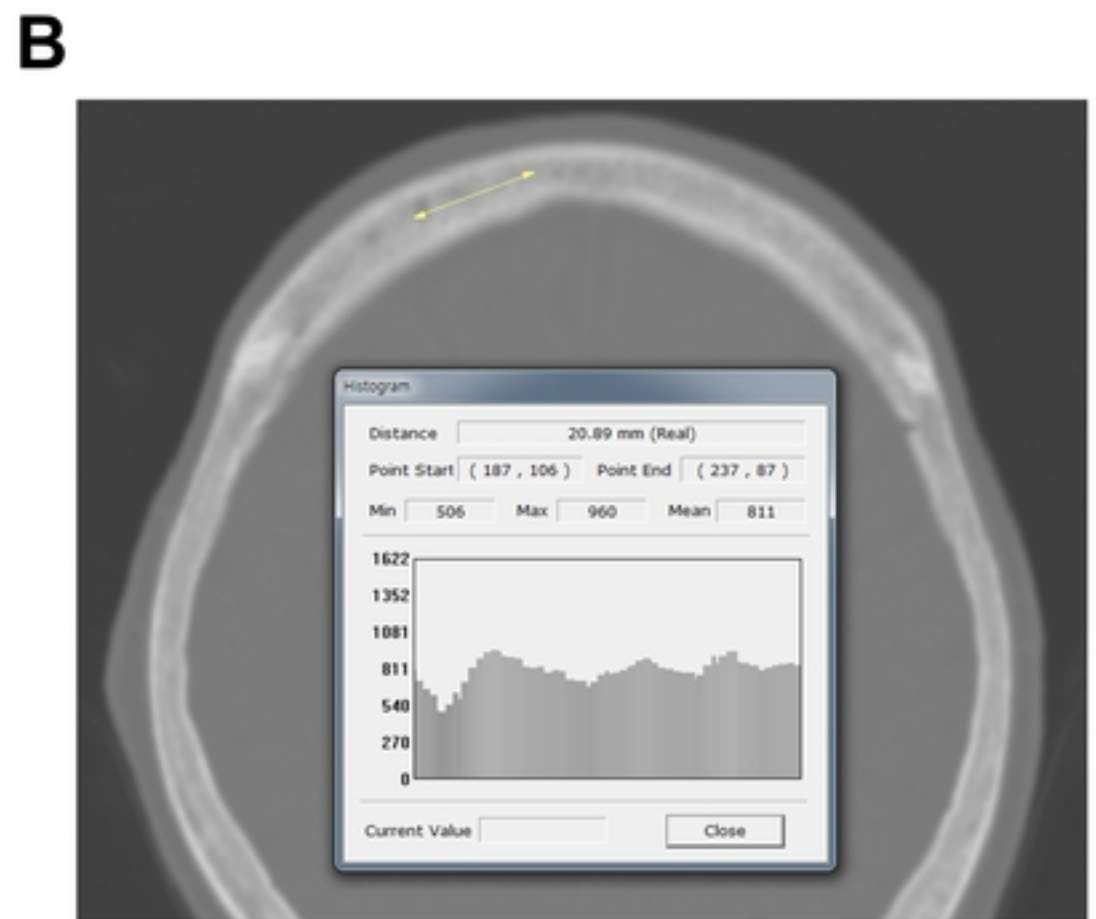 B
Histogram
Distance 20.89 mm (Real)
Point Start ( 187 , 106 ) Point End ( 237 , 87 )
Min 506 Max 960 Mean 811
1622
1352
1081
811
540
270
0
Current Value Close